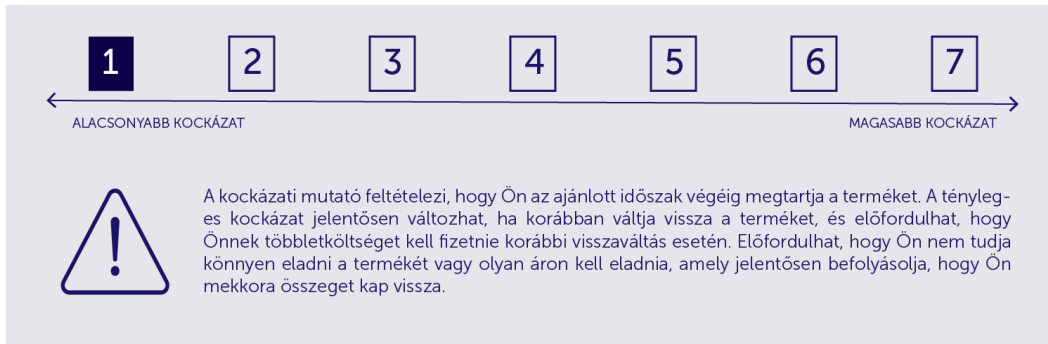 1 2 3 4 5 6 7
ALACSONYABB KOCKÁZAT MAGASABB KOCKÁZAT
A kockázati mutató feltételezi, hogy Ön az ajánlott időszak végéig megtartja a terméket. A tényleg-
es kockázat jelentősen változhat, ha korábban váltja vissza a terméket, és előfordulhat, hogy
Önnek többletköltséget kell fizetnie korábbi visszaváltás esetén. Előfordulhat, hogy Ön nem tudja
könnyen eladni a termékét vagy olyan áron kell eladnia, amely jelentősen befolyásolja, hogy Ön
mekkora összeget kap vissza.